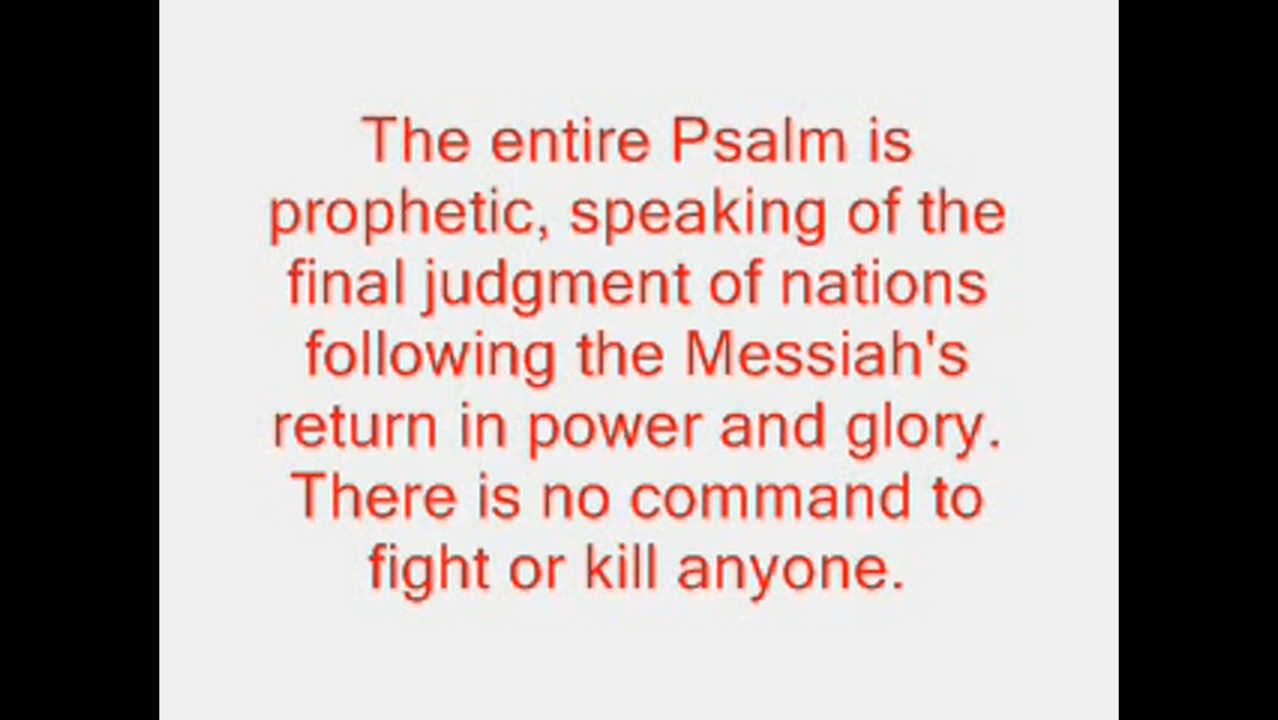 The entire Psalm is
prophetic, speaking of the
final judgment of nations
following the Messiah's
return in power and glory.
There is no command to
fight or kill anyone.